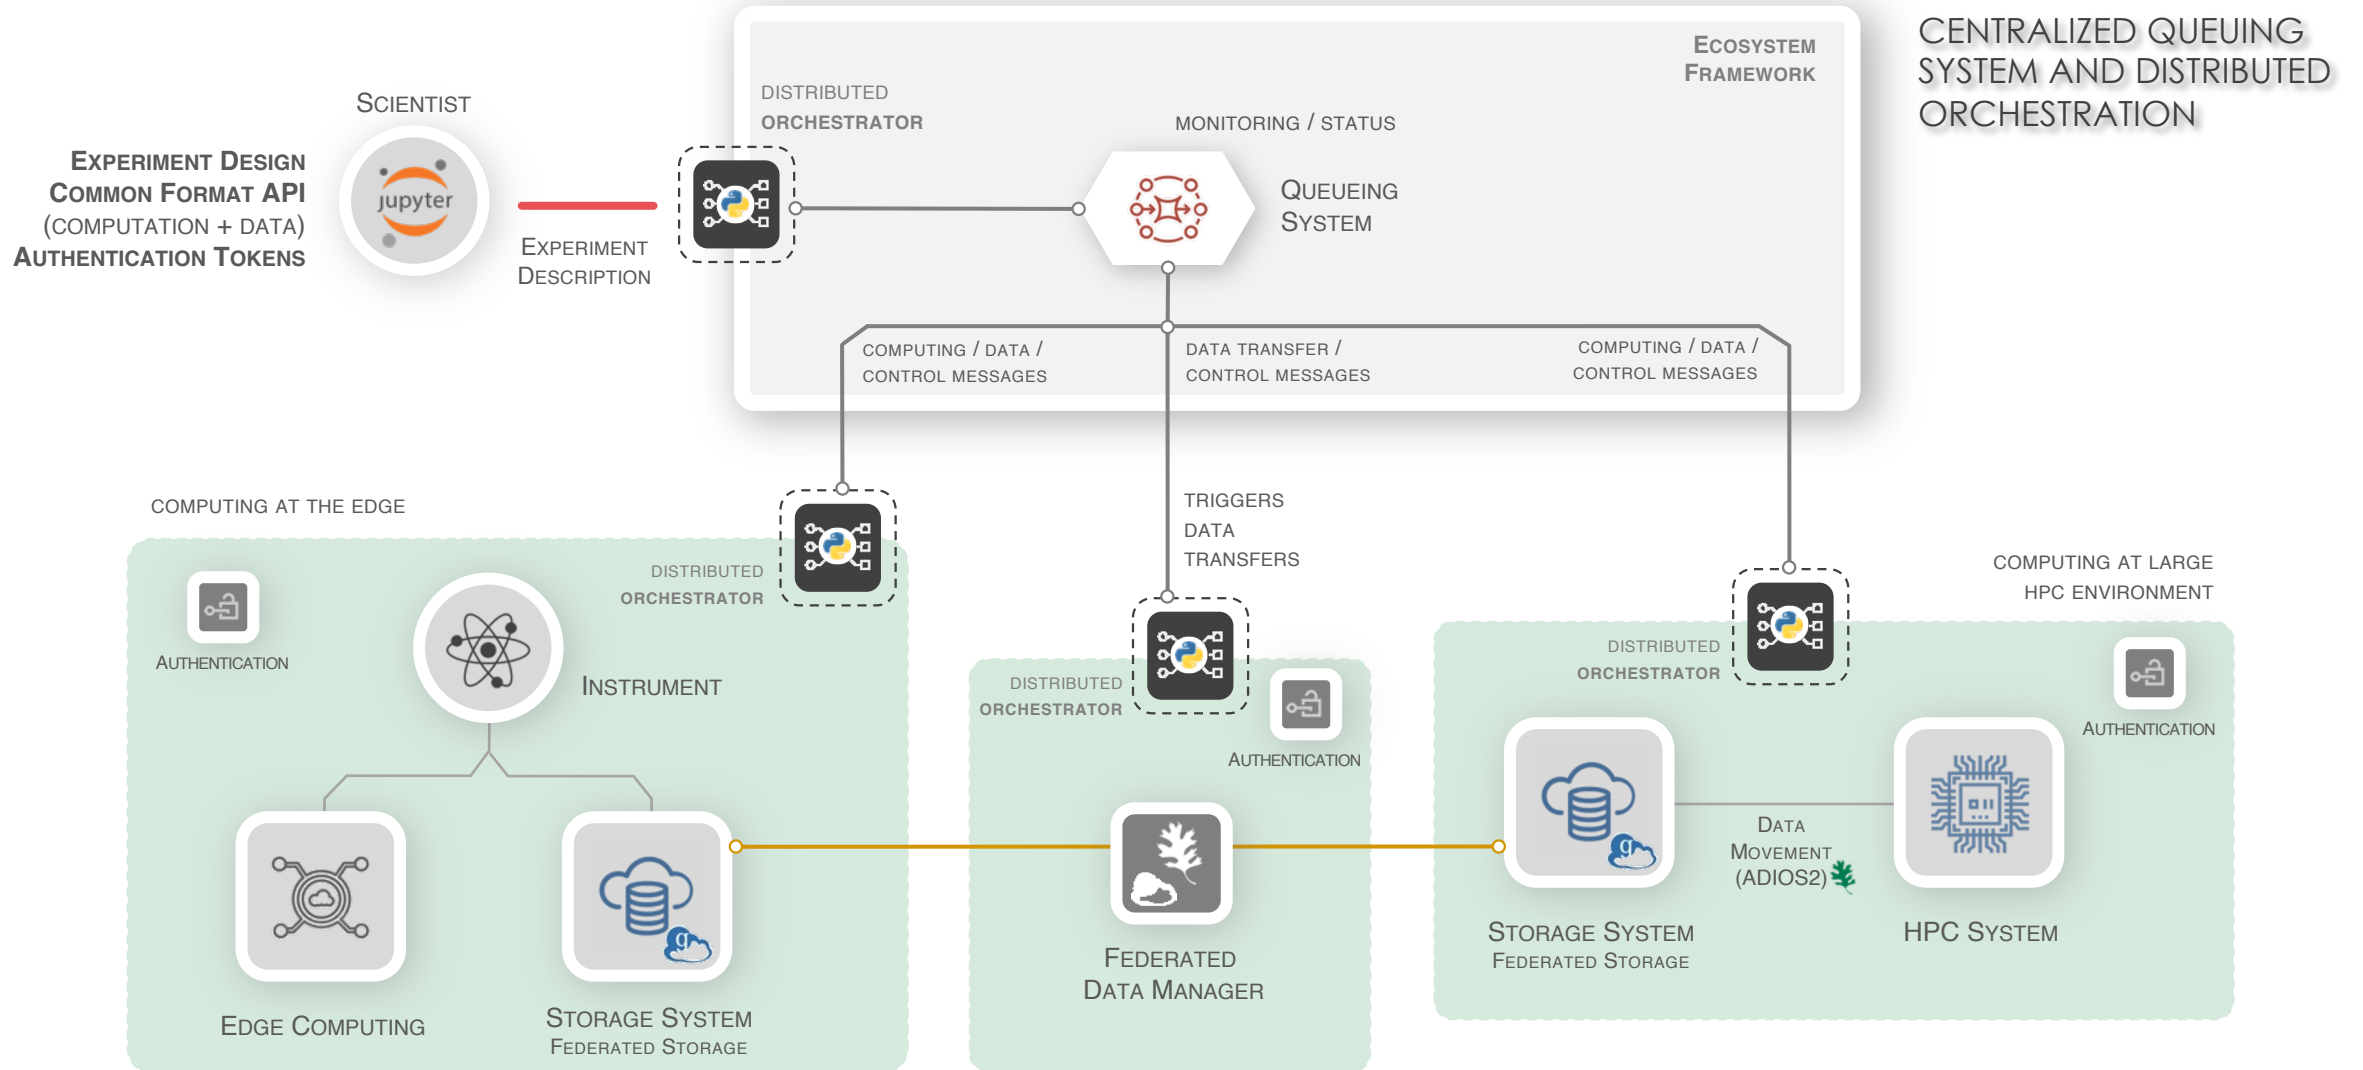 CENTRALIZED QUEUING
SYSTEM AND DISTRIBUTED
ORCHESTRATION
ECOSYSTEM
FRAMEWORK
DISTRIBUTED
ORCHESTRATOR
MONITORING / STATUS
SCIENTIST
EXPERIMENT DESIGN
COMMON FORMAT API
(COMPUTATION + DATA)
AUTHENTICATION TOKENS
jupyter
EXPERIMENT
DESCRIPTION
QUEUEING
SYSTEM
COMPUTING / DATA /
CONTROL MESSAGES
DATA TRANSFER /
CONTROL MESSAGES
COMPUTING / DATA /
CONTROL MESSAGES
COMPUTING AT THE EDGE
TRIGGERS
DATA
TRANSFERS
COMPUTING AT LARGE
HPC ENVIRONMENT
DISTRIBUTED
ORCHESTRATOR
AUTHENTICATION
INSTRUMENT
DISTRIBUTED
ORCHESTRATOR
AUTHENTICATION
DISTRIBUTED
ORCHESTRATOR
AUTHENTICATION
DATA
MOVEMENT
(ADIOS2)
g
g
EDGE COMPUTING
STORAGE SYSTEM
FEDERATED STORAGE
FEDERATED
DATA MANAGER
STORAGE SYSTEM
FEDERATED STORAGE
HPC SYSTEM